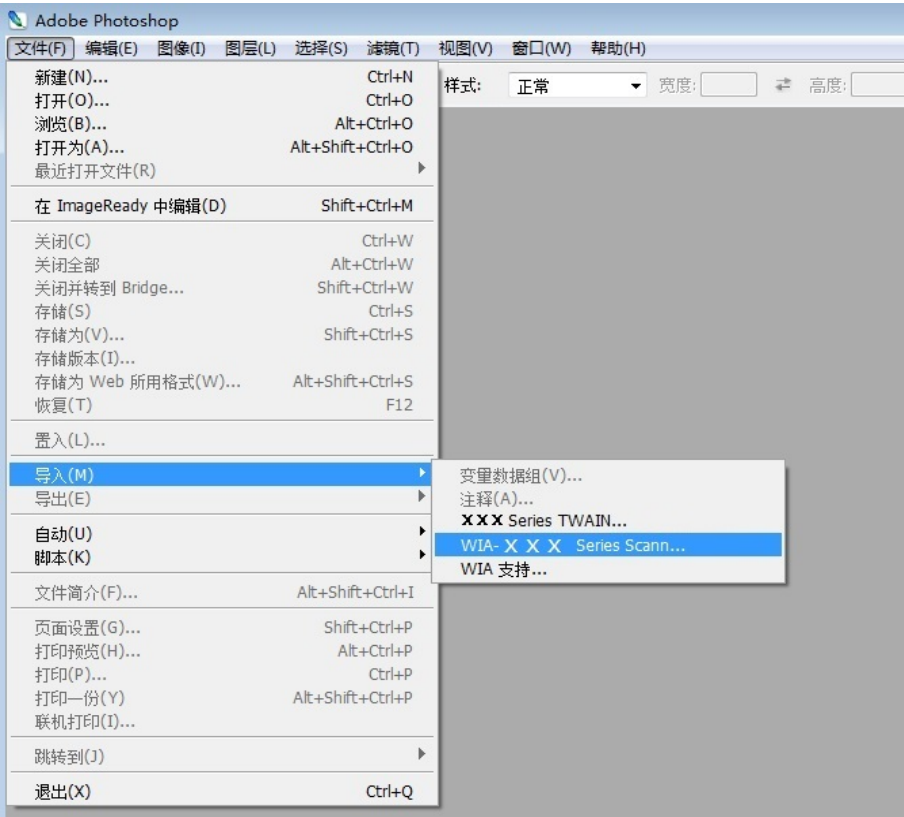 Adobe Photoshop
文件(F) 编辑(E) 图像(I) 图层(L) 选择(S) 滤镜(T) 视图(V) 窗口(W) 帮助(H)
样式: 正常 宽度: 高度:
新建(N)... Ctrl+N
打开(O)... Ctrl+O
浏览(B)... Alt+Ctrl+O
打开为(A)... Alt+Shift+Ctrl+O
最近打开文件(R)
在 ImageReady 中编辑(D) Shift+Ctrl+M
关闭(C) Ctrl+W
关闭全部 Alt+Ctrl+W
关闭并转到 Bridge... Shift+Ctrl+W
存储(S) Ctrl+S
存储为(V)... Shift+Ctrl+S
存储版本(I)...
存储为 Web 所用格式(W)... Alt+Shift+Ctrl+S
恢复(T) F12
置入(L)...
导入(M)
导出(E)
自动(U)
脚本(K)
文件简介(F)... Alt+Shift+Ctrl+I
页面设置(G)... Shift+Ctrl+P
打印预览(H)... Alt+Ctrl+P
打印(P)... Ctrl+P
打印一份(Y) Alt+Shift+Ctrl+P
联机打印(I)...
跳转到(J)
退出(X) Ctrl+Q
变量数据组(V)...
注释(A)...
XXX Series TWAIN...
WIA- X X X Series Scann...
WIA 支持...